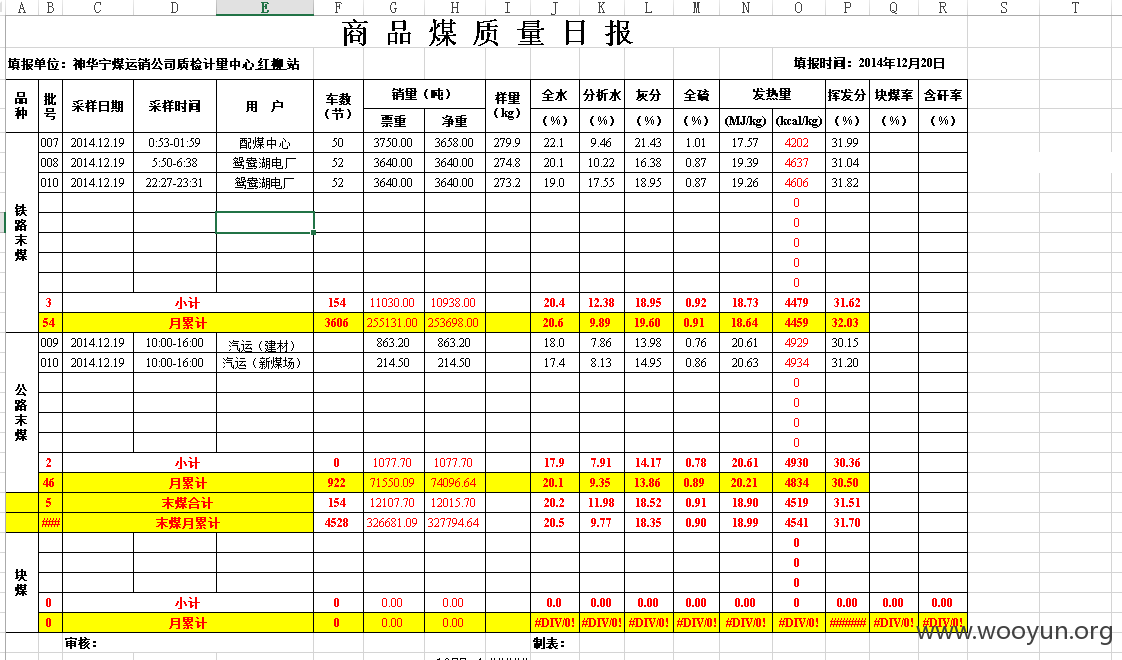 A B C D E F G H I J K L M N O P Q R S T
商品煤质量日报
填报单位：神华宁煤运销公司质检计量中心红柳站 填报时间：2014年12月20日
品种 批号 采样日期 采样时间 用 户 车数（节） 销量（吨） 样量（kg） 全水 分析水 灰分 全硫 发热量 挥发分 块煤率 含矸率
票重 净重 (%) (%) (%) (%) (MJ/kg) (kcal/kg) (%) (%) (%)
铁路末煤
007 2014.12.19 0:53-01:59 配煤中心 50 3750.00 3658.00 279.9 22.1 9.46 21.43 1.01 17.57 4202 31.99
008 2014.12.19 5:50-6:38 鸳鸯湖电厂 52 3640.00 3640.00 274.8 20.1 10.22 16.38 0.87 19.39 4637 31.04
010 2014.12.19 22:27-23:31 鸳鸯湖电厂 52 3640.00 3640.00 273.2 19.0 17.55 18.95 0.87 19.26 4606 31.82
0
0
0
0
0
3 小计 154 11030.00 10938.00 20.4 12.38 18.95 0.92 18.73 4479 31.62
54 月累计 3606 255131.00 253698.00 20.6 9.89 19.60 0.91 18.64 4459 32.03
公路末煤
009 2014.12.19 10:00-16:00 汽运（建材） 863.20 863.20 18.0 7.86 13.98 0.76 20.61 4929 30.15
010 2014.12.19 10:00-16:00 汽运（新煤场） 214.50 214.50 17.4 8.13 14.95 0.86 20.63 4934 31.20
0
0
0
0
2 小计 0 1077.70 1077.70 17.9 7.91 14.17 0.78 20.61 4930 30.36
46 月累计 922 71550.09 74096.64 20.1 9.35 13.86 0.89 20.21 4834 30.50
5 末煤合计 154 12107.70 12015.70 20.2 11.98 18.52 0.91 18.90 4519 31.51
### 末煤月累计 4528 326681.09 327794.64 20.5 9.77 18.35 0.90 18.99 4541 31.70
块煤
0
0
0
0 小计 0 0.00 0.00 0.0 0.00 0.00 0.00 0.00 0 0.00 0.00 0.00
0 月累计 0 0.00 0.00 #DIV/0! #DIV/0! #DIV/0! #DIV/0! #DIV/0! #DIV/0! ###### #DIV/0! #DIV/0!
审核： 制表：
www.wooyun.org